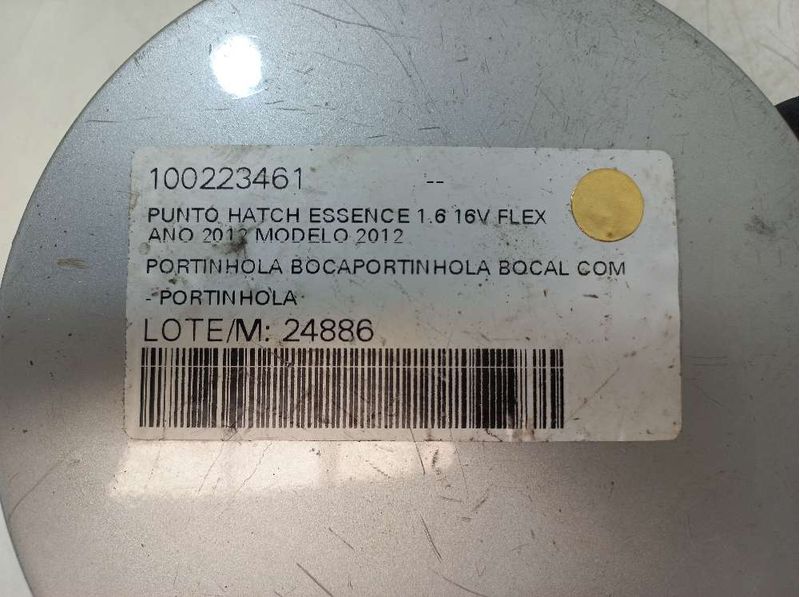 100223461 --
PUNTO HATCH ESSENCE 1.6 16V FLEX
ANO 2012 MODELO 2012
PORTINHOLA BOCAPORTINHOLA BOCAL COM
- PORTINHOLA
LOTE/M: 24886